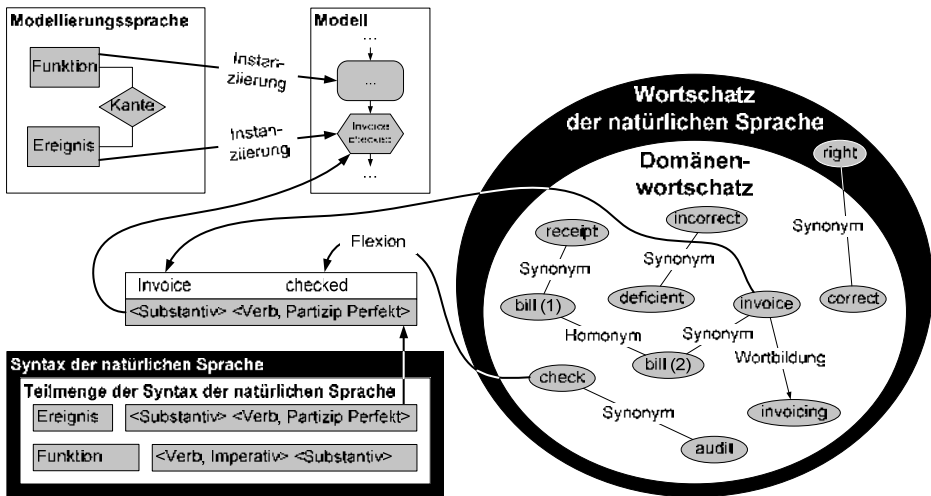 Modellierungssprache
Funktion
Kante
Ereignis
Instan-
ziierung
Instan-
ziierung
Modell
...
...
Invoice
checked
...
Wortschatz
der natürlichen Sprache
right
Domänen-
wortschatz
incorrect
receipt
Synonym
Synonym
Synonym
bill (1)
deficient
invoice
correct
Homonym
Synonym
bill (2)
Wortbildung
check
Synonym
invoicing
audit
Flexion
Invoice checked
<Substantiv> <Verb, Partizip Perfekt>
Syntax der natürlichen Sprache
Teilmenge der Syntax der natürlichen Sprache
Ereignis <Substantiv> <Verb, Partizip Perfekt>
Funktion <Verb, Imperativ> <Substantiv>